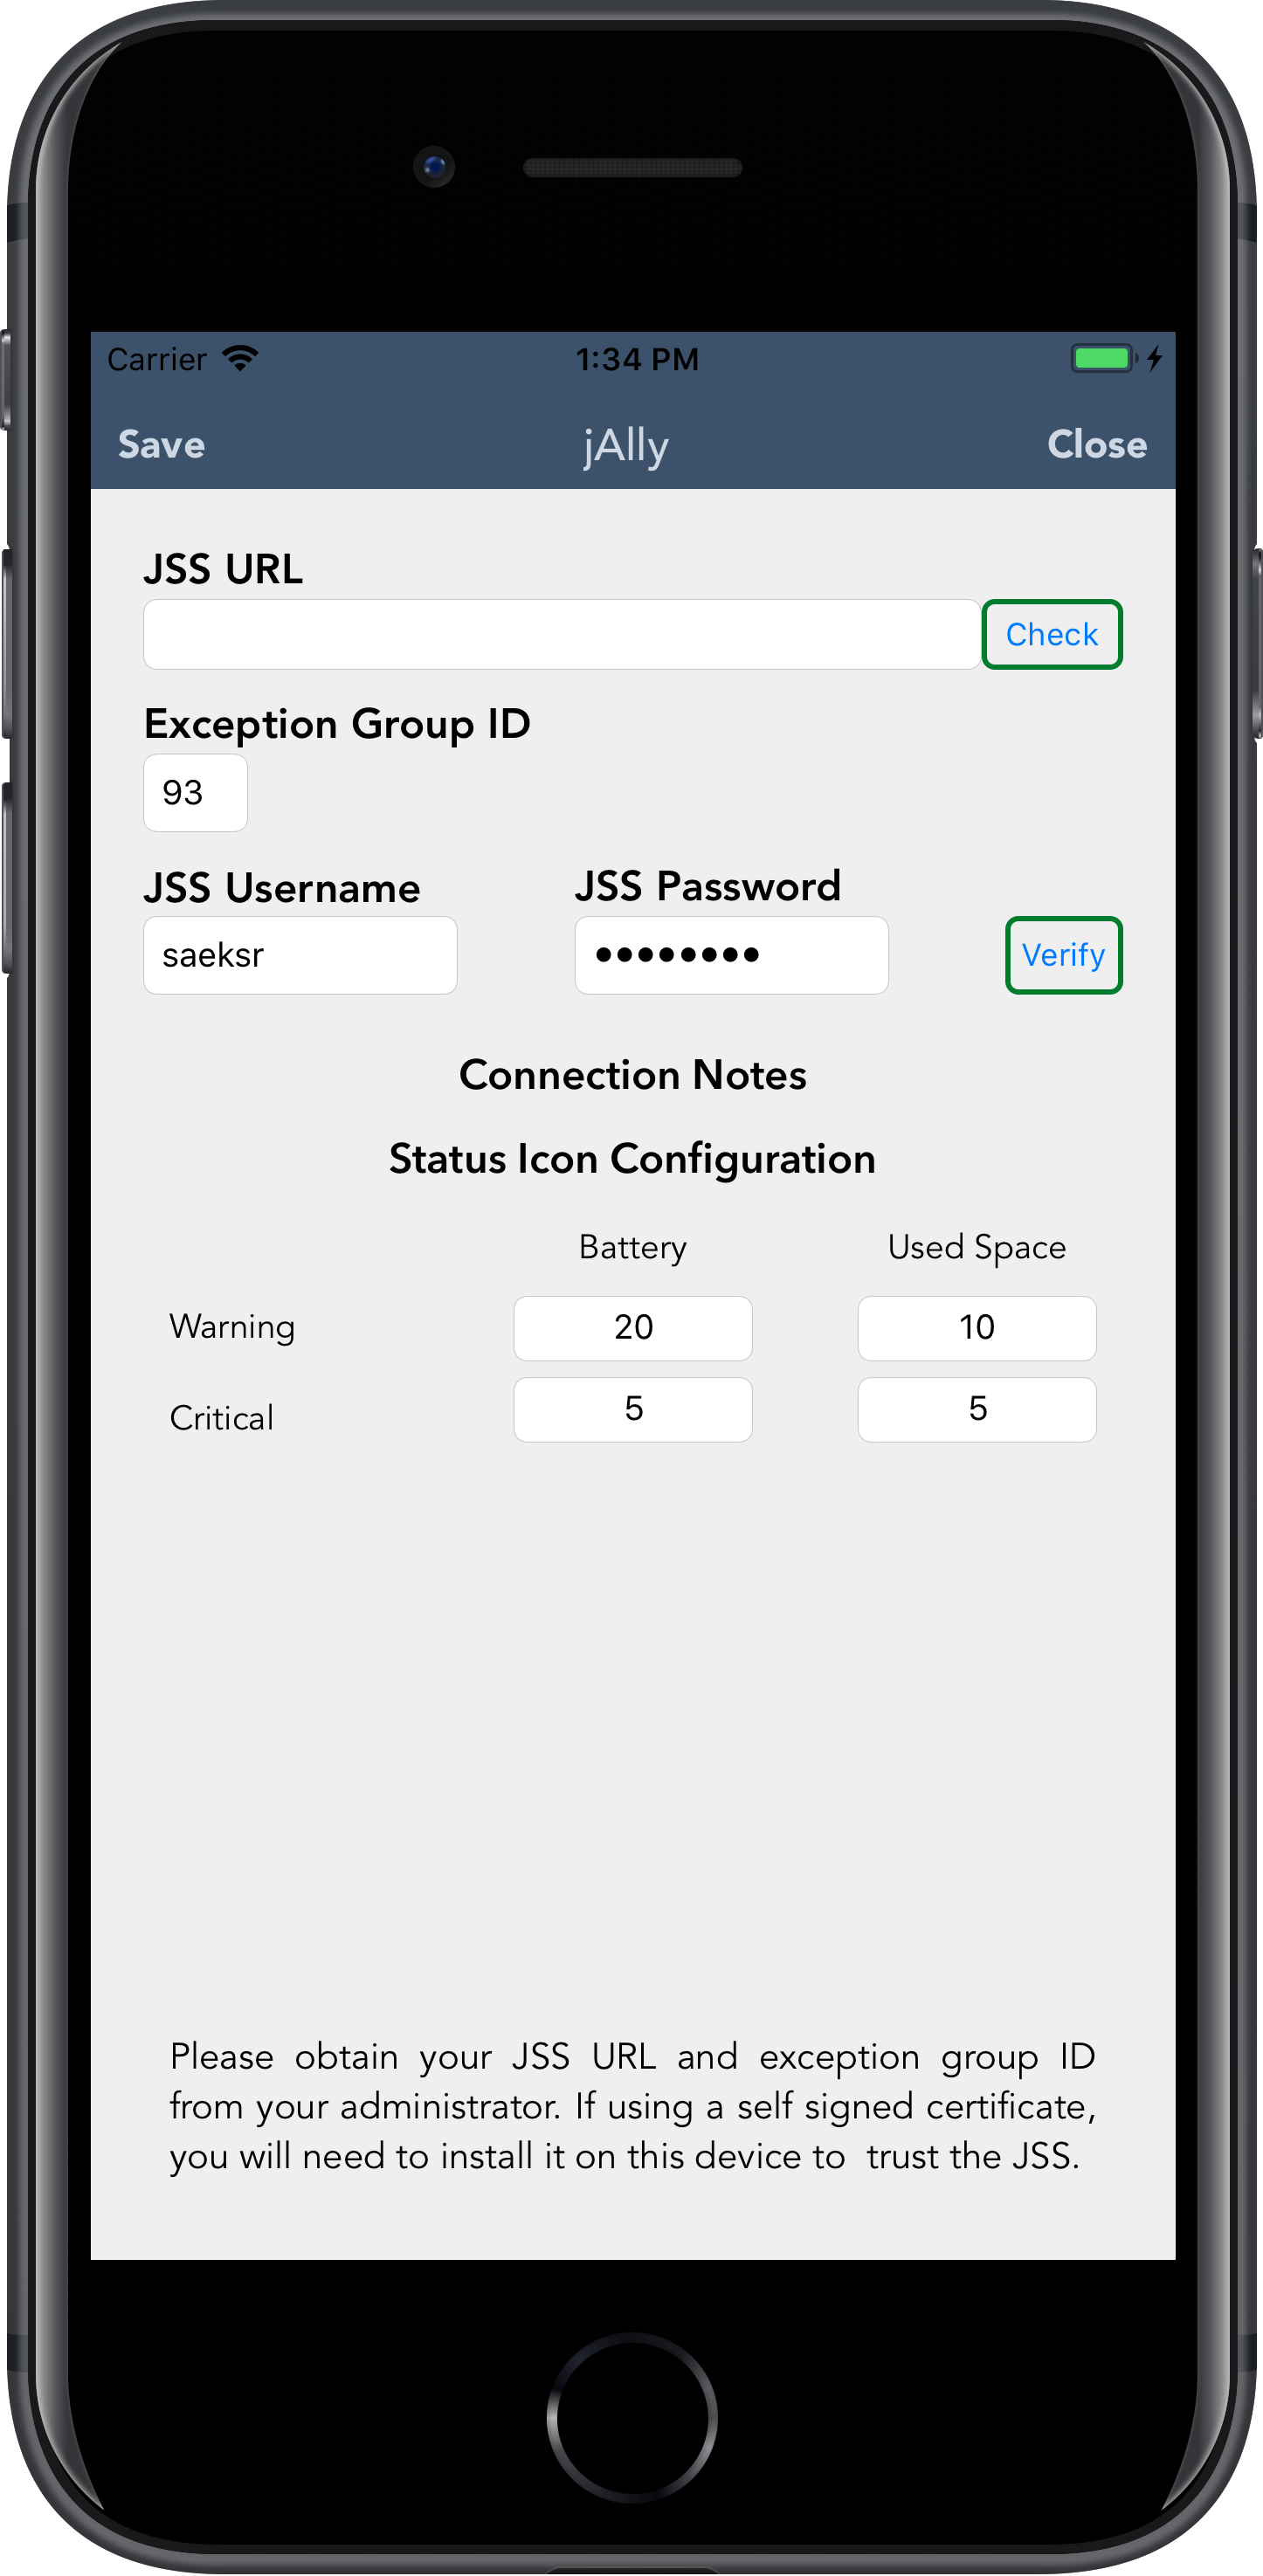 Carrier 1:34 PM
Save jAlly Close
JSS URL
Check
Exception Group ID
93
JSS Username JSS Password
saeksr •••••••• Verify
Connection Notes
Status Icon Configuration
Battery Used Space
Warning 20 10
Critical 5 5
Please obtain your JSS URL and exception group ID
from your administrator. If using a self signed certificate,
you will need to install it on this device to  trust the JSS.